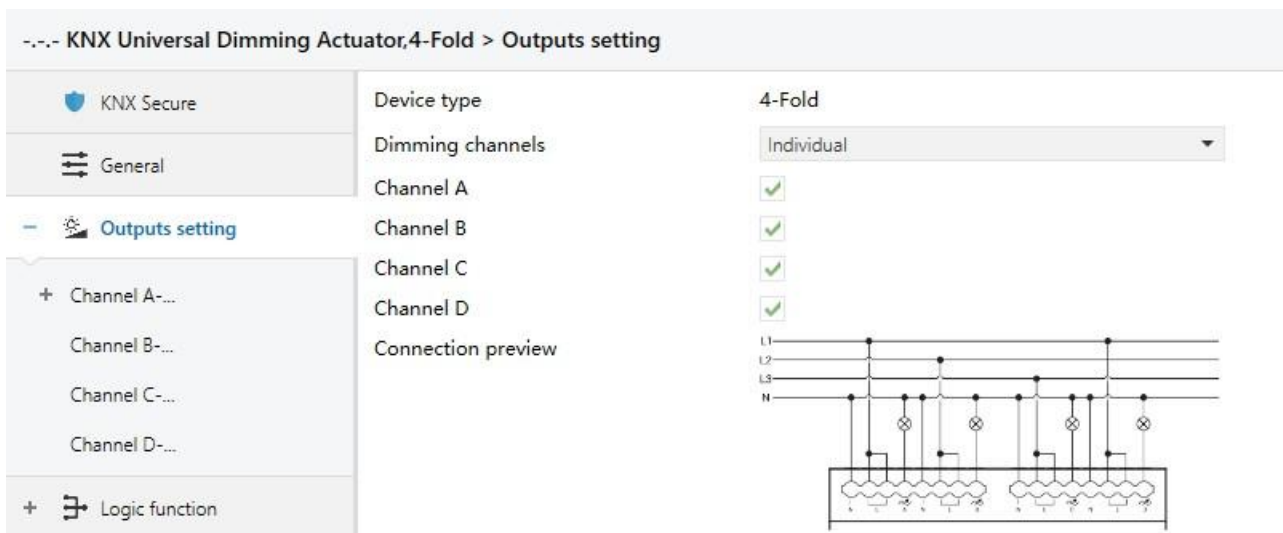 -.-.- KNX Universal Dimming Actuator,4-Fold > Outputs setting
KNX Secure
General
Outputs setting
Channel A-...
Channel B-...
Channel C-...
Channel D-...
Logic function
Device type 4-Fold
Dimming channels Individual
Channel A
Channel B
Channel C
Channel D
Connection preview
L1
L2
L3
N